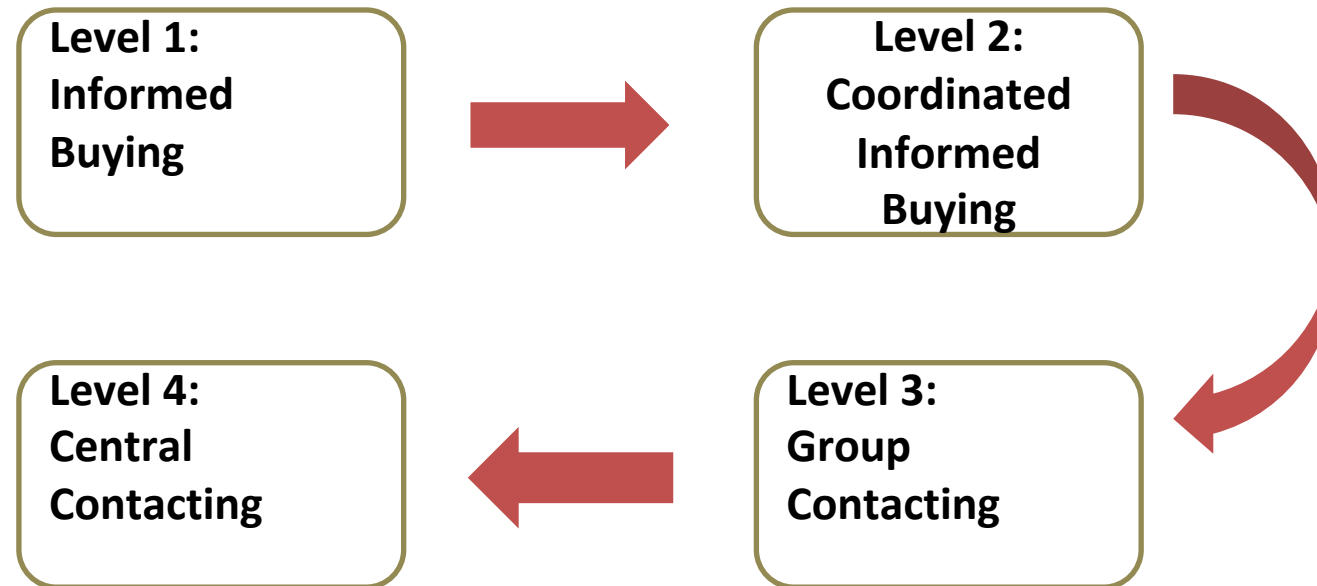 Level 1:
Informed
Buying
Level 2:
Coordinated
Informed
Buying
Level 3:
Group
Contacting
Level 4:
Central
Contacting